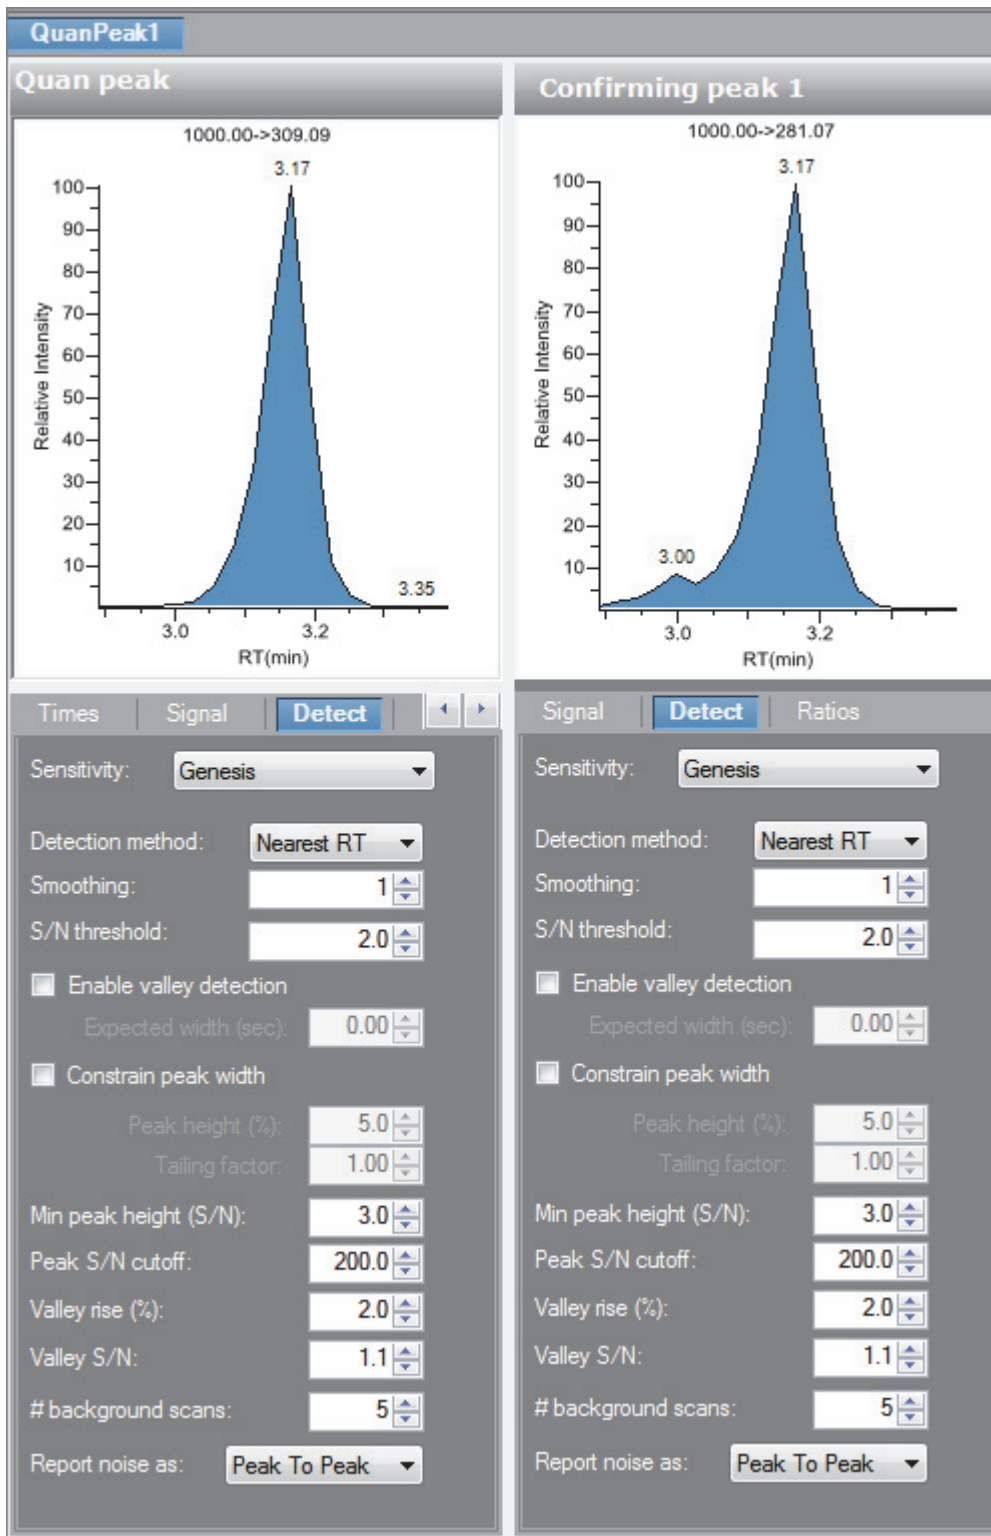 QuanPeak1
Quan peak
1000.00->309.09
3.17
100
90
80
70
60
50
40
30
20
10
Relative Intensity
3.35
3.0 3.2
RT(min)
Times Signal Detect
Sensitivity: Genesis
Detection method: Nearest RT
Smoothing: 1
S/N threshold: 2.0
Enable valley detection
Expected width (sec): 0.00
Constrain peak width
Peak height (%): 5.0
Tailing factor: 1.00
Min peak height (S/N): 3.0
Peak S/N cutoff: 200.0
Valley rise (%): 2.0
Valley S/N: 1.1
# background scans: 5
Report noise as: Peak To Peak
Confirming peak 1
1000.00->281.07
3.17
100
90
80
70
60
50
40
30
20
10
Relative Intensity
3.00
3.0 3.2
RT(min)
Signal Detect Ratios
Sensitivity: Genesis
Detection method: Nearest RT
Smoothing: 1
S/N threshold: 2.0
Enable valley detection
Expected width (sec): 0.00
Constrain peak width
Peak height (%): 5.0
Tailing factor: 1.00
Min peak height (S/N): 3.0
Peak S/N cutoff: 200.0
Valley rise (%): 2.0
Valley S/N: 1.1
# background scans: 5
Report noise as: Peak To Peak